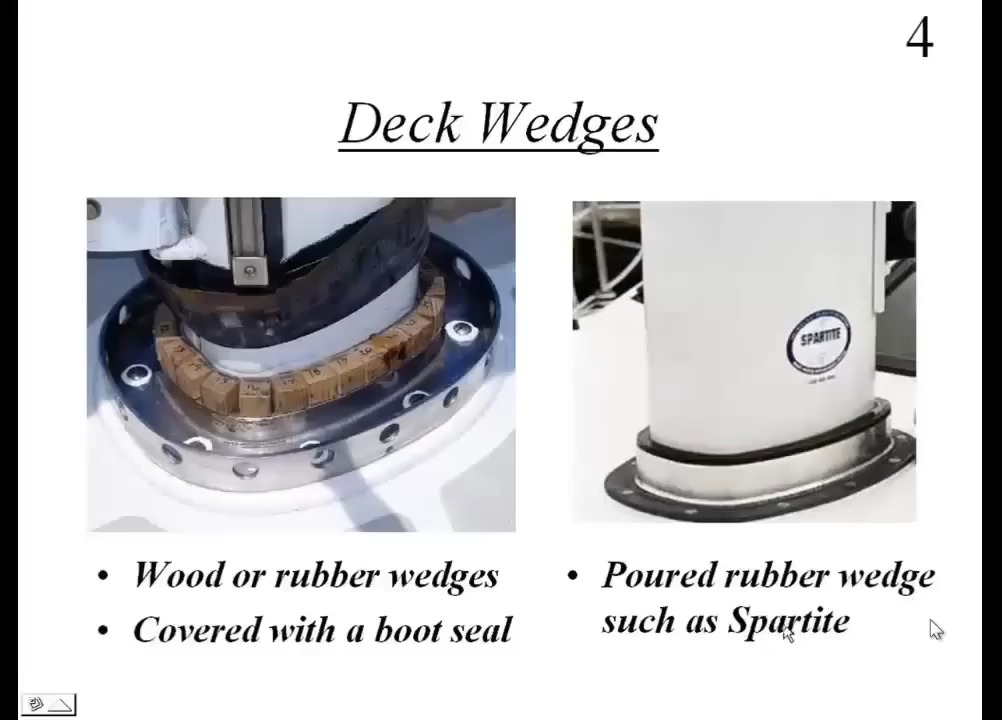 4
Deck Wedges
SPARTITE
• Wood or rubber wedges
• Covered with a boot seal
• Poured rubber wedge
such as Spartite